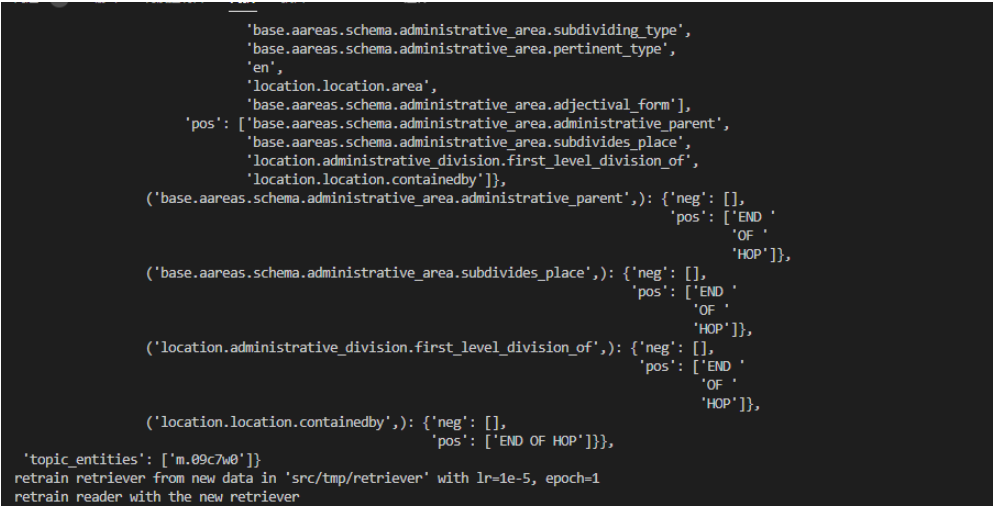 'base.aareas.schema.administrative_area.subdividing_type',
'base.aareas.schema.administrative_area.pertinent_type',
'en',
'location.location.area',
'base.aareas.schema.administrative_area.adjectival_form'],
'pos': ['base.aareas.schema.administrative_area.administrative_parent',
'base.aareas.schema.administrative_area.subdivides_place',
'location.administrative_division.first_level_division_of',
'location.location.containedby']},
('base.aareas.schema.administrative_area.administrative_parent',): {'neg': [],
'pos': ['END '
'OF '
'HOP']},
('base.aareas.schema.administrative_area.subdivides_place',): {'neg': [],
'pos': ['END '
'OF '
'HOP']},
('location.administrative_division.first_level_division_of',): {'neg': [],
'pos': ['END '
'OF '
'HOP']},
('location.location.containedby',): {'neg': [],
'pos': ['END OF HOP']}},
'topic_entities': ['m.09c7w0']}
retrain retriever from new data in 'src/tmp/retriever' with lr=1e-5, epoch=1
retrain reader with the new retriever